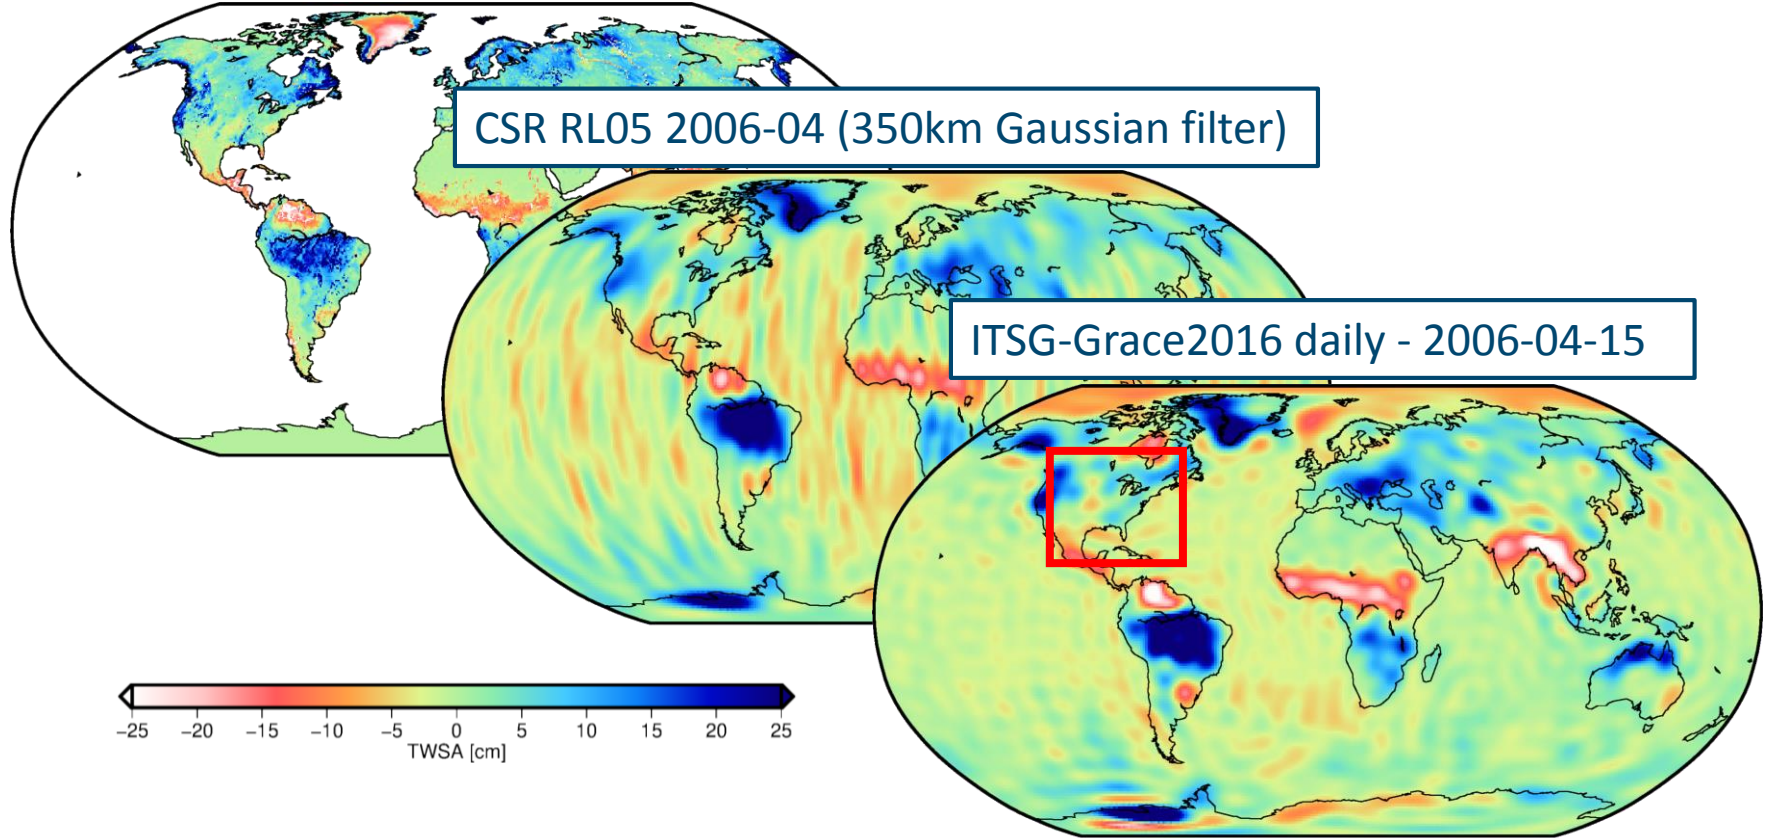 CSR RL05 2006-04 (350km Gaussian filter)
ITSG-Grace2016 daily - 2006-04-15
−25 −20 −15 −10 −5 0 5 10 15 20 25
TWSA [cm]